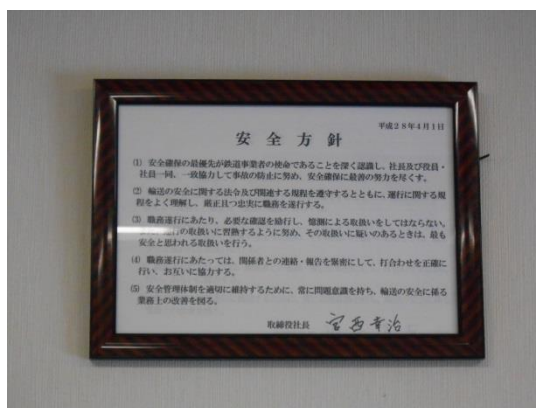 平成28年4月1日
安全方針
(1) 安全確保の最優先が鉄道事業者の使命であることを深く認識し、社長及び役員・
社員一同、一致協力して事故の防止に努め、安全確保に最善の努力を尽くす。
(2) 輸送の安全に関する法令及び関連する規程を遵守するとともに、運行に関する規
程をよく理解し、厳正且つ忠実に職務を遂行する。
(3) 職務遂行にあたり、必要な確認を励行し、憶測による取扱いをしてはならない。
の取扱いに習熟するように努め、その取扱いに疑いのあるときは、最も
安全と思われる取扱いを行う。
(4) 職務遂行にあたっては、関係者との連絡・報告を緊密にして、打合わせを正確に
行い、お互いに協力する。
(5) 安全管理体制を適切に維持するために、常に問題意識を持ち、輸送の安全に係る
業務上の改善を図る。
取締役社長 宮西幸治